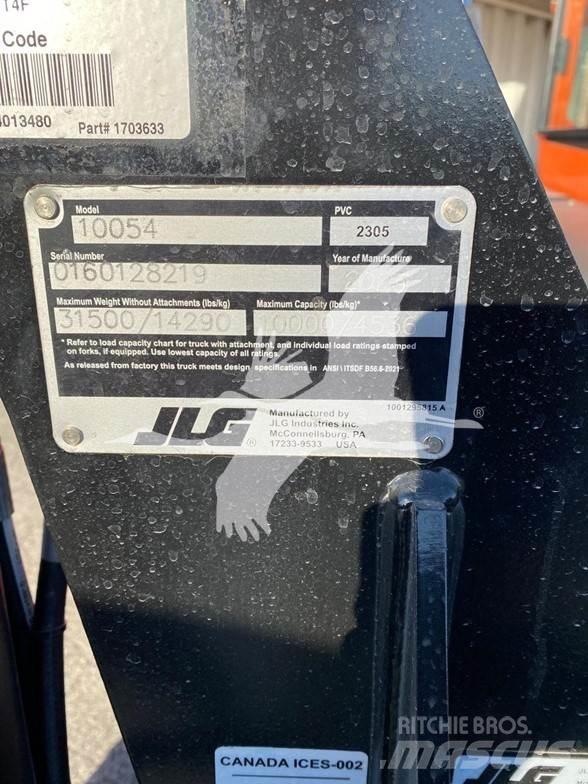 14F
Code
4013480 Part# 1703633
Model PVC
10054 2305
Serial Number Year of Manufacture
0160128219
Maximum Weight Without Attachments (lbs/kg) Maximum Capacity (lbs/kg)*
31500/14290
* Refer to load capacity chart for truck with attachment, and individual load ratings stamped
on forks, if equipped. Use lowest capacity of all ratings.
As released from factory this truck meets design specifications in ANSI \ ITSDF B56.6-2021
JLG ®
Manufactured by
JLG Industries Inc.
McConnellsburg, PA
17233-9533 USA
®
CANADA ICES-002
RITCHIE BROS.
MASCUS